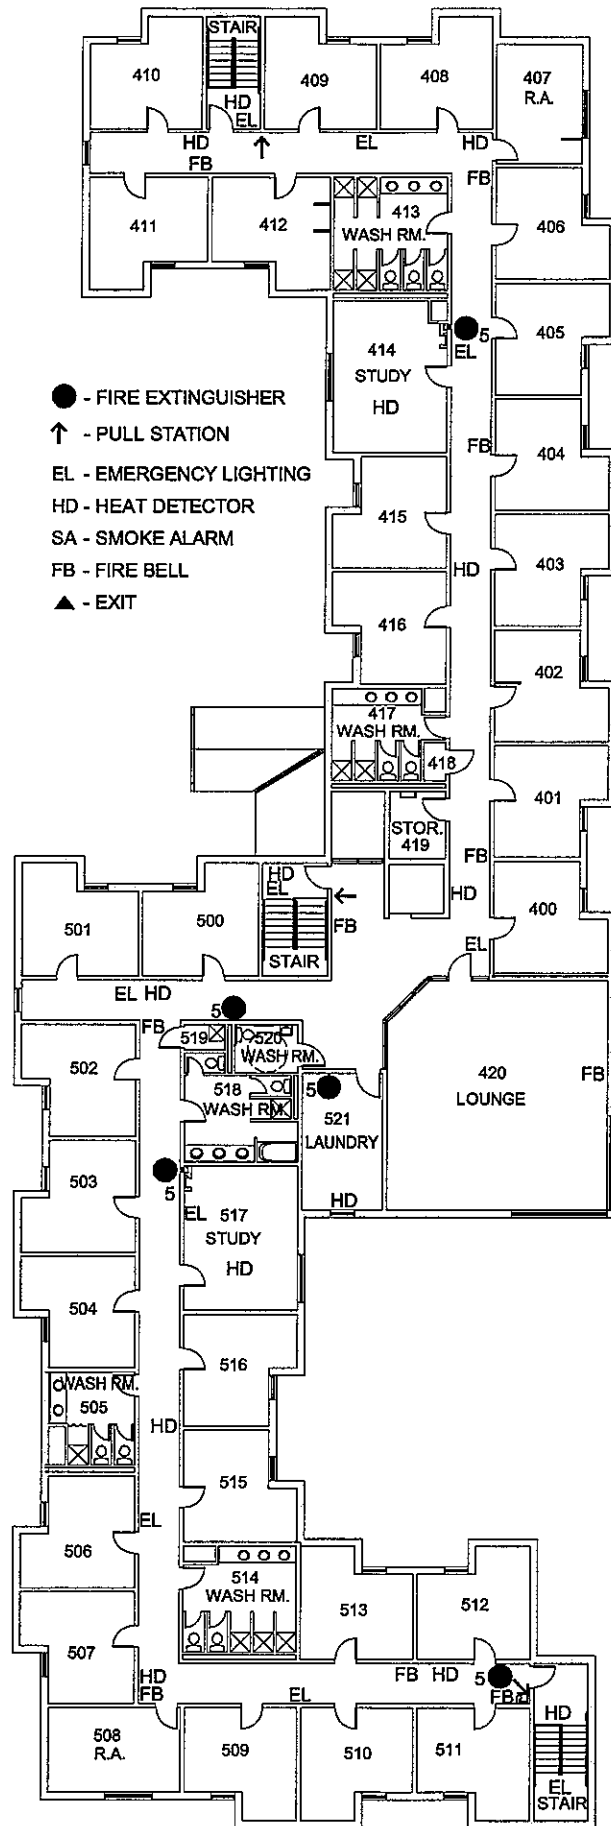 STAIR
410
409
408
407
R.A.
HD
EL
HD
EL
HD
FB
FB
411
412
413
WASH RM.
406
405
5
EL
414
STUDY
HD
● - FIRE EXTINGUISHER
↑ - PULL STATION
EL - EMERGENCY LIGHTING
HD - HEAT DETECTOR
SA - SMOKE ALARM
FB - FIRE BELL
▲ - EXIT
FB
404
415
HD
403
416
402
417
WASH RM.
418
401
STOR.
419
FB
HD
EL
HD
400
FB
501
500
STAIR
EL
EL HD
5
FB
519
520
WASH RM.
502
518
WASH RM.
5
521
LAUNDRY
420
LOUNGE
FB
503
5
EL
517
STUDY
HD
HD
504
516
WASH RM.
505
HD
515
506
EL
514
WASH RM.
513
512
507
HD
FB
FB HD
5
FB
EL
HD
508
R.A.
509
510
511
EL
STAIR